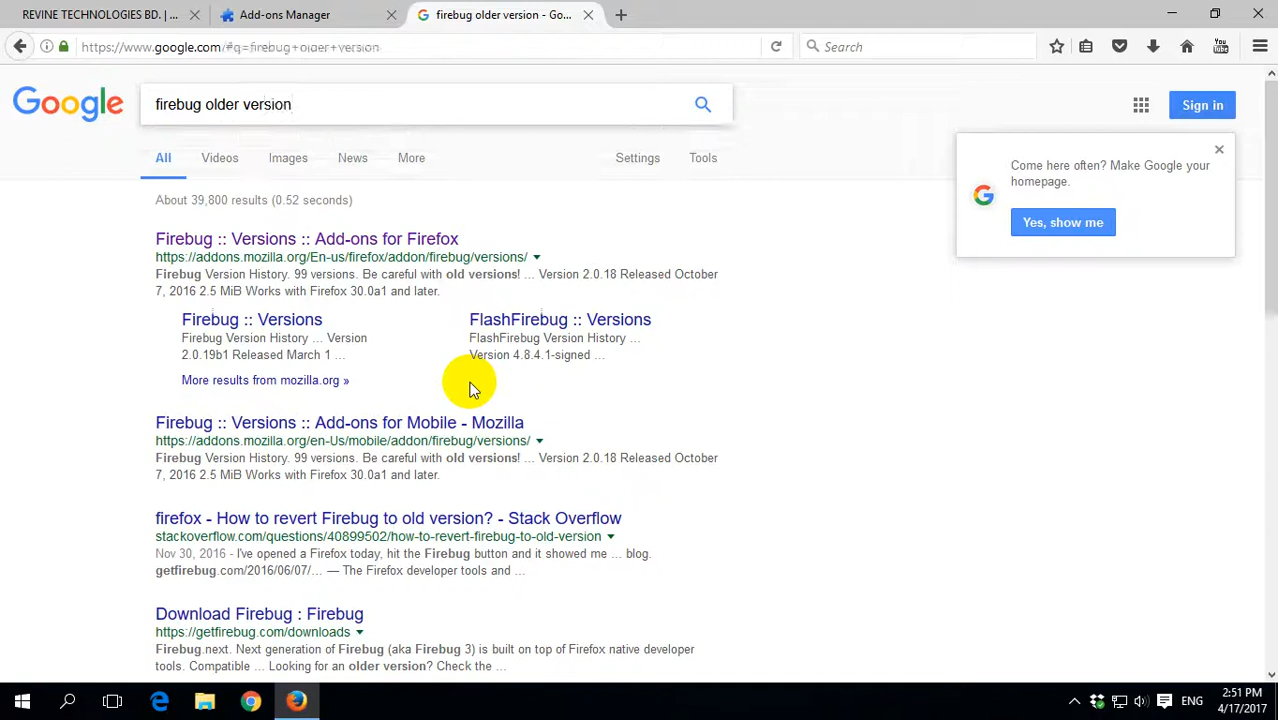 REVINE TECHNOLOGIES BD. | ...
Add-ons Manager
firebug older version - Go...
https://www.google.com/#q=firebug+older+version
Search
You Tube
Google
firebug older version
Sign in
All
Videos
Images
News
More
Settings
Tools
Come here often? Make Google your
homepage.
Yes, show me
About 39,800 results (0.52 seconds)
Firebug :: Versions :: Add-ons for Firefox
https://addons.mozilla.org/En-us/firefox/addon/firebug/versions/
Firebug Version History. 99 versions. Be careful with old versions! ... Version 2.0.18 Released October
7, 2016 2.5 MiB Works with Firefox 30.0a1 and later.
Firebug :: Versions
Firebug Version History ... Version
2.0.19b1 Released March 1 ...
FlashFirebug :: Versions
FlashFirebug Version History ...
Version 4.8.4.1-signed ...
More results from mozilla.org »
Firebug :: Versions :: Add-ons for Mobile - Mozilla
https://addons.mozilla.org/en-Us/mobile/addon/firebug/versions/
Firebug Version History. 99 versions. Be careful with old versions! ... Version 2.0.18 Released October
7, 2016 2.5 MiB Works with Firefox 30.0a1 and later.
firefox - How to revert Firebug to old version? - Stack Overflow
stackoverflow.com/questions/40899502/how-to-revert-firebug-to-old-version
Nov 30, 2016 - I've opened a Firefox today, hit the Firebug button and it showed me ... blog.
getfirebug.com/2016/06/07/... — The Firefox developer tools and ...
Download Firebug : Firebug
https://getfirebug.com/downloads
Firebug.next. Next generation of Firebug (aka Firebug 3) is built on top of Firefox native developer
tools. Compatible ... Looking for an older version? Check the ...
ENG
2:51 PM
4/17/2017